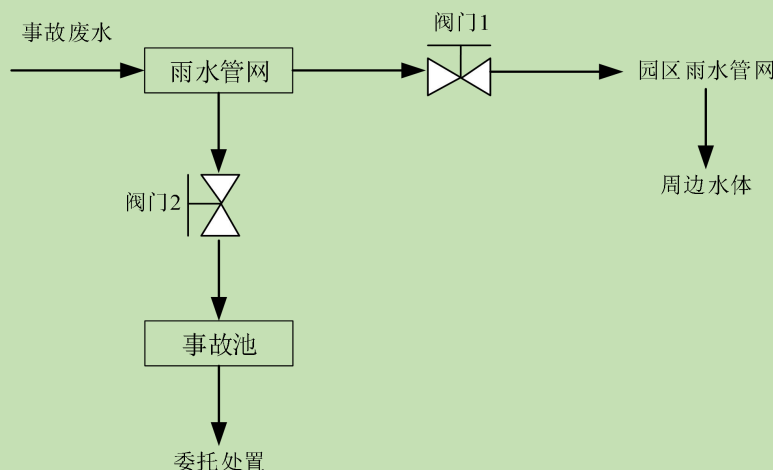 阀门1
事故废水
雨水管网
园区雨水管网
周边水体
阀门2
事故池
委托处置